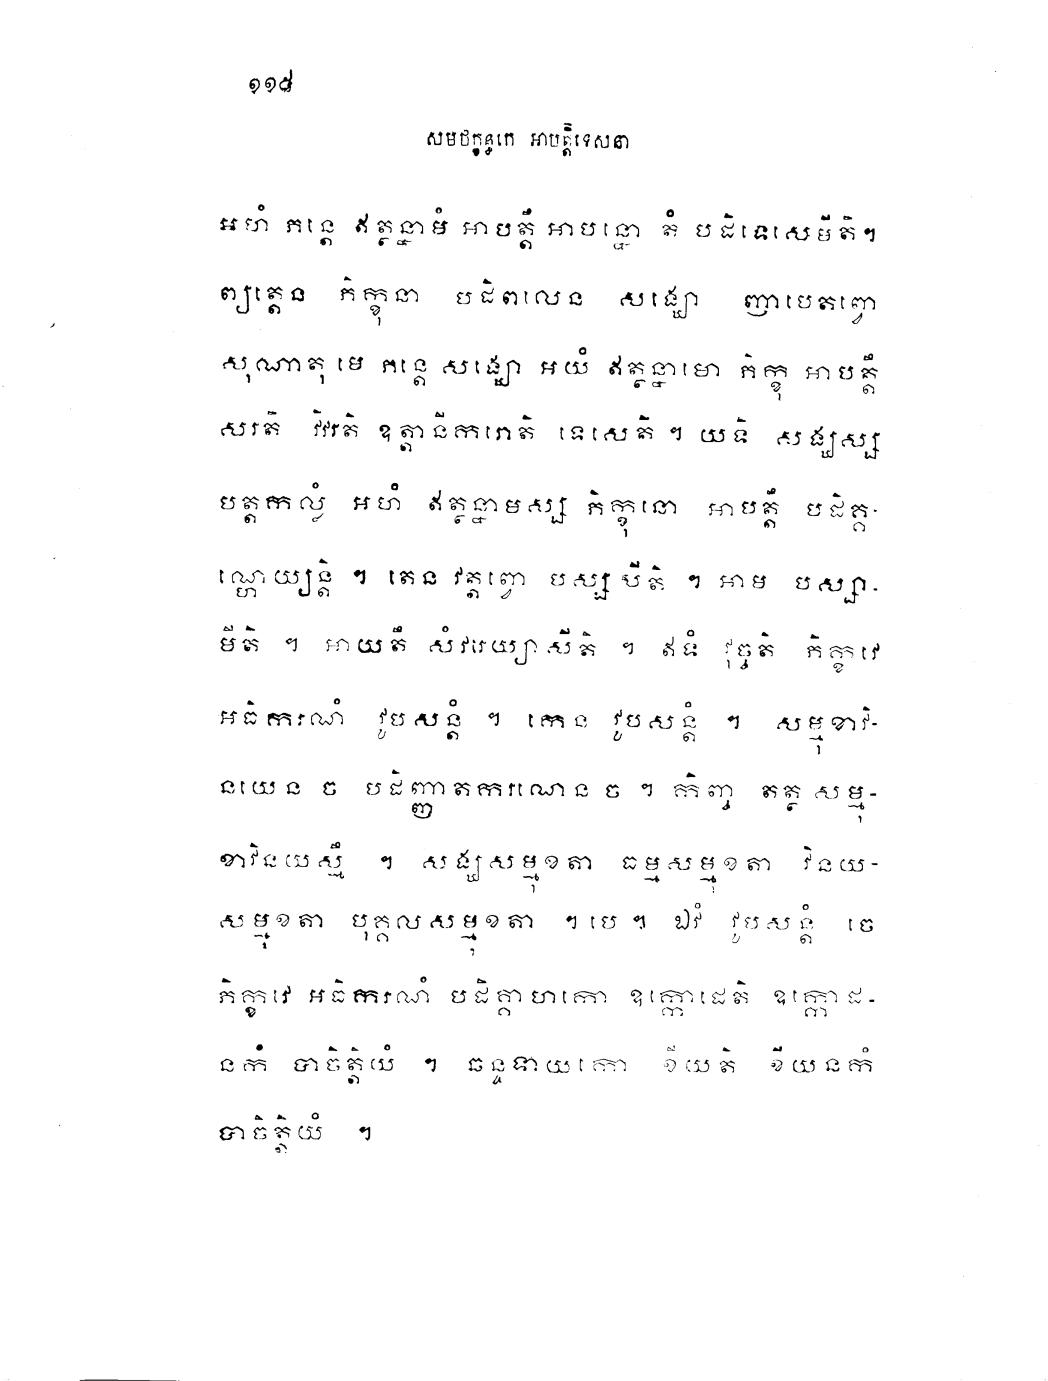 ១១៨
សមថក្ខន្ធកេ អាបត្តិទេសនា
អហំ ភន្តេ ឥត្ថន្នាមំ អាបត្តឹ អាបន្នោ តំ បដិទេសេមីតិ។
ព្យត្តេន ភិក្ខុនា បដិពលេន សង្ឃោ ញាបេតព្វោ
សុណាតុ មេ ភន្តេ សង្ឃោ អយំ ឥត្ថន្នាមោ ភិក្ខុ អាបត្តឹ
សរតិ វិវរតិ ឧត្តានីករោតិ ទេសេតិ។ យទិ សង្ឃស្ស
បត្តកល្លំ អហំ ឥត្ថន្នាមស្ស ភិក្ខុនោ អាបត្តឹ បដិគ្គ-
ណ្ហេយ្យន្តិ ។ តេន វត្តព្វោ បស្សសីតិ ។ អាម បស្សា-
មីតិ ។ អាយតឹ សំវរេយ្យាសីតិ ។ ឥទំ វុច្ចតិ ភិក្ខវេ
អធិករណំ វូបសន្តំ ។ កេន វូបសន្តំ ។ សម្មុខាវិ-
នយេន ច បដិញ្ញាតករណេន ច ។ កិញ្ច តត្ថ សម្មុ-
ខាវិនយស្មឹ ។ សង្ឃសម្មុខតា ធម្មសម្មុខតា វិនយ-
សម្មុខតា បុគ្គលសម្មុខតា ។បេ។ ឯវំ វូបសន្តំ ចេ
ភិក្ខវេ អធិករណំ បដិគ្គាហកោ ឧក្កោដេតិ ឧក្កោដ-
នកំ បាចិត្តិយំ ។ ឆន្ទទាយកោ ខីយតិ ខីយនកំ
បាចិត្តិយំ ។